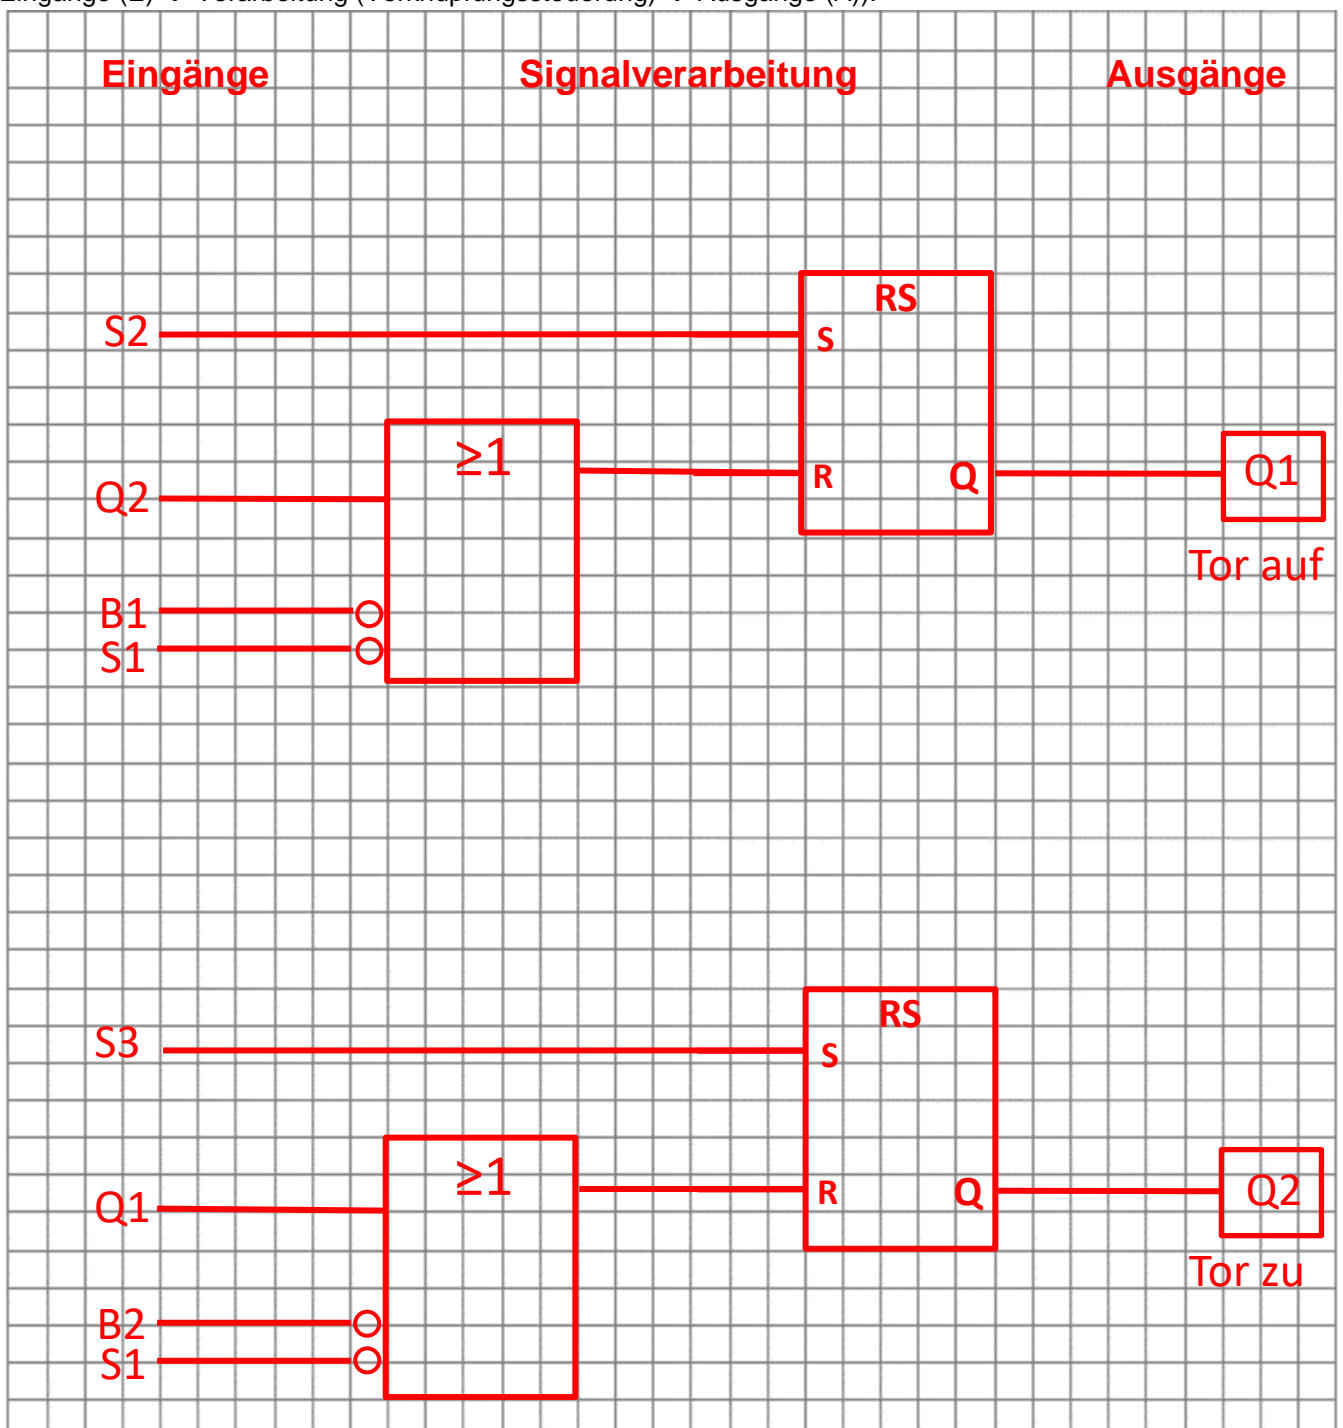 Eingänge Signalverarbeitung Ausgänge
RS
S2 S
≥1
Q2 R Q Q1
Tor auf
B1
S1
RS
S3 S
≥1
Q1 R Q Q2
Tor zu
B2
S1